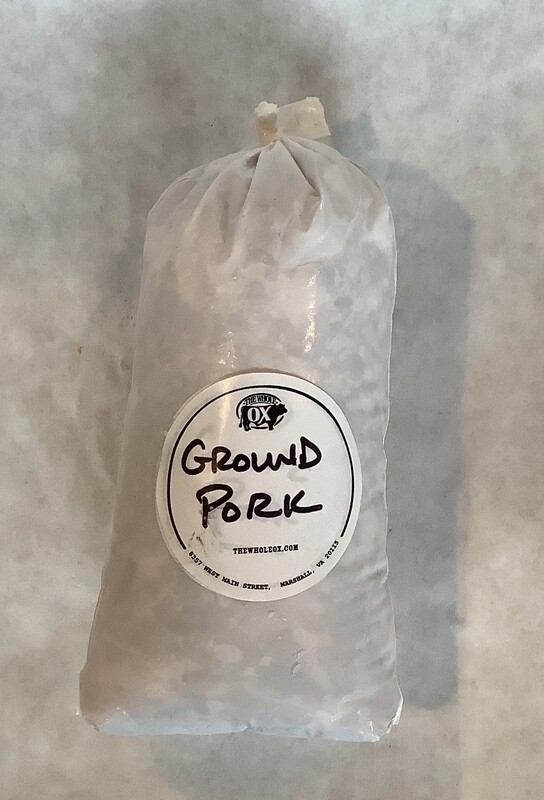 THE WHOLE
OX
GROUND
PORK
THEWHOLEOX.COM
8357 WEST MAIN STREET, MARSHALL, VA 20115